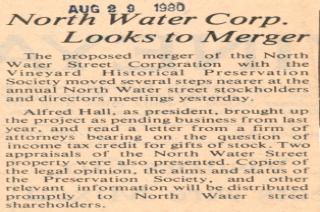 AUG 29 1980
North Water Corp.
Looks to Merger
The proposed merger of the North
Water Street Corporation with the
Vineyard Historical Preservation
Society moved several steps nearer at the
annual North Water street stockholders
and directors meetings yesterday.
Alfred Hall, as president, brought up
the project as pending business from last
year, and read a letter from a firm of
attorneys bearing on the question of
income tax credit for gifts of stock. Two
appraisals of the North Water Street
property were also presented. Copies of
the legal opinion, the aims and status of
the Preservation Society, and other
relevant information will be distributed
promptly to North Water street
shareholders.